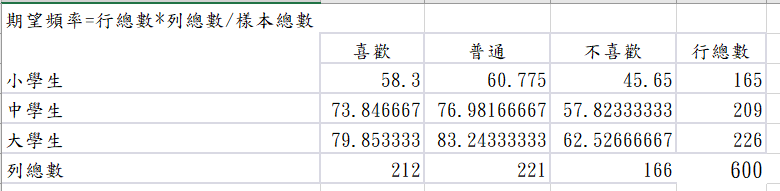 期望頻率=行總數*列總數/樣本總數
喜歡 普通 不喜歡 行總數
小學生 58.3 60.775 45.65 165
中學生 73.846667 76.98166667 57.82333333 209
大學生 79.853333 83.24333333 62.52666667 226
列總數 212 221 166 600